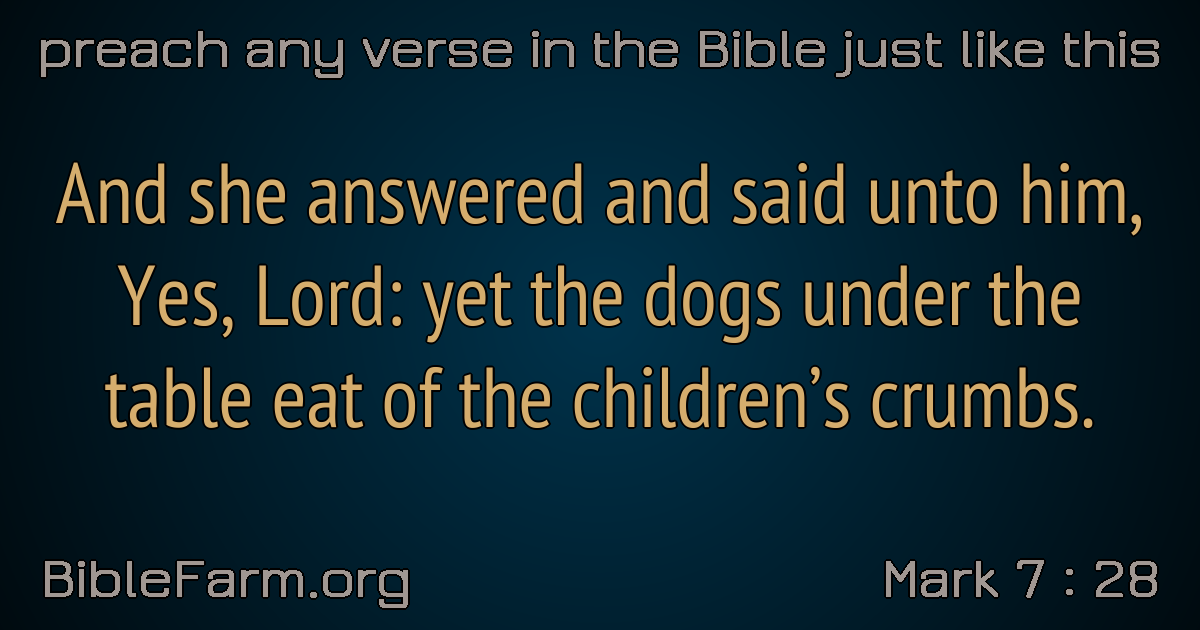 preach any verse in the Bible just like this
And she answered and said unto him,
Yes, Lord: yet the dogs under the
table eat of the children’s crumbs.
BibleFarm.org
Mark 7 : 28